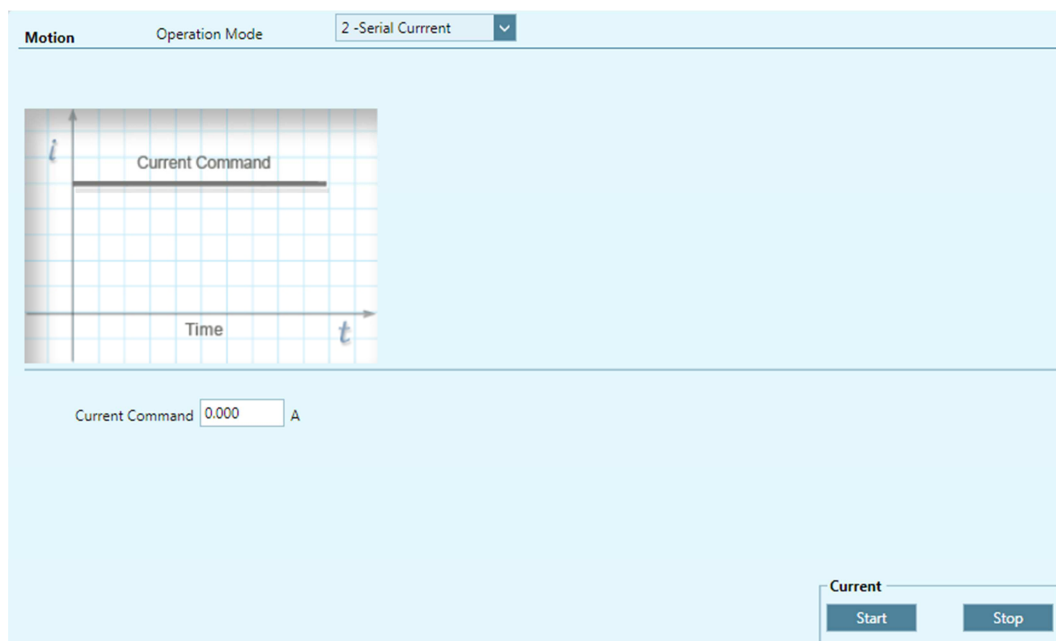 Motion Operation Mode 2 -Serial Currrent
i
Current Command
Time t
Current Command 0.000 A
Current
Start Stop